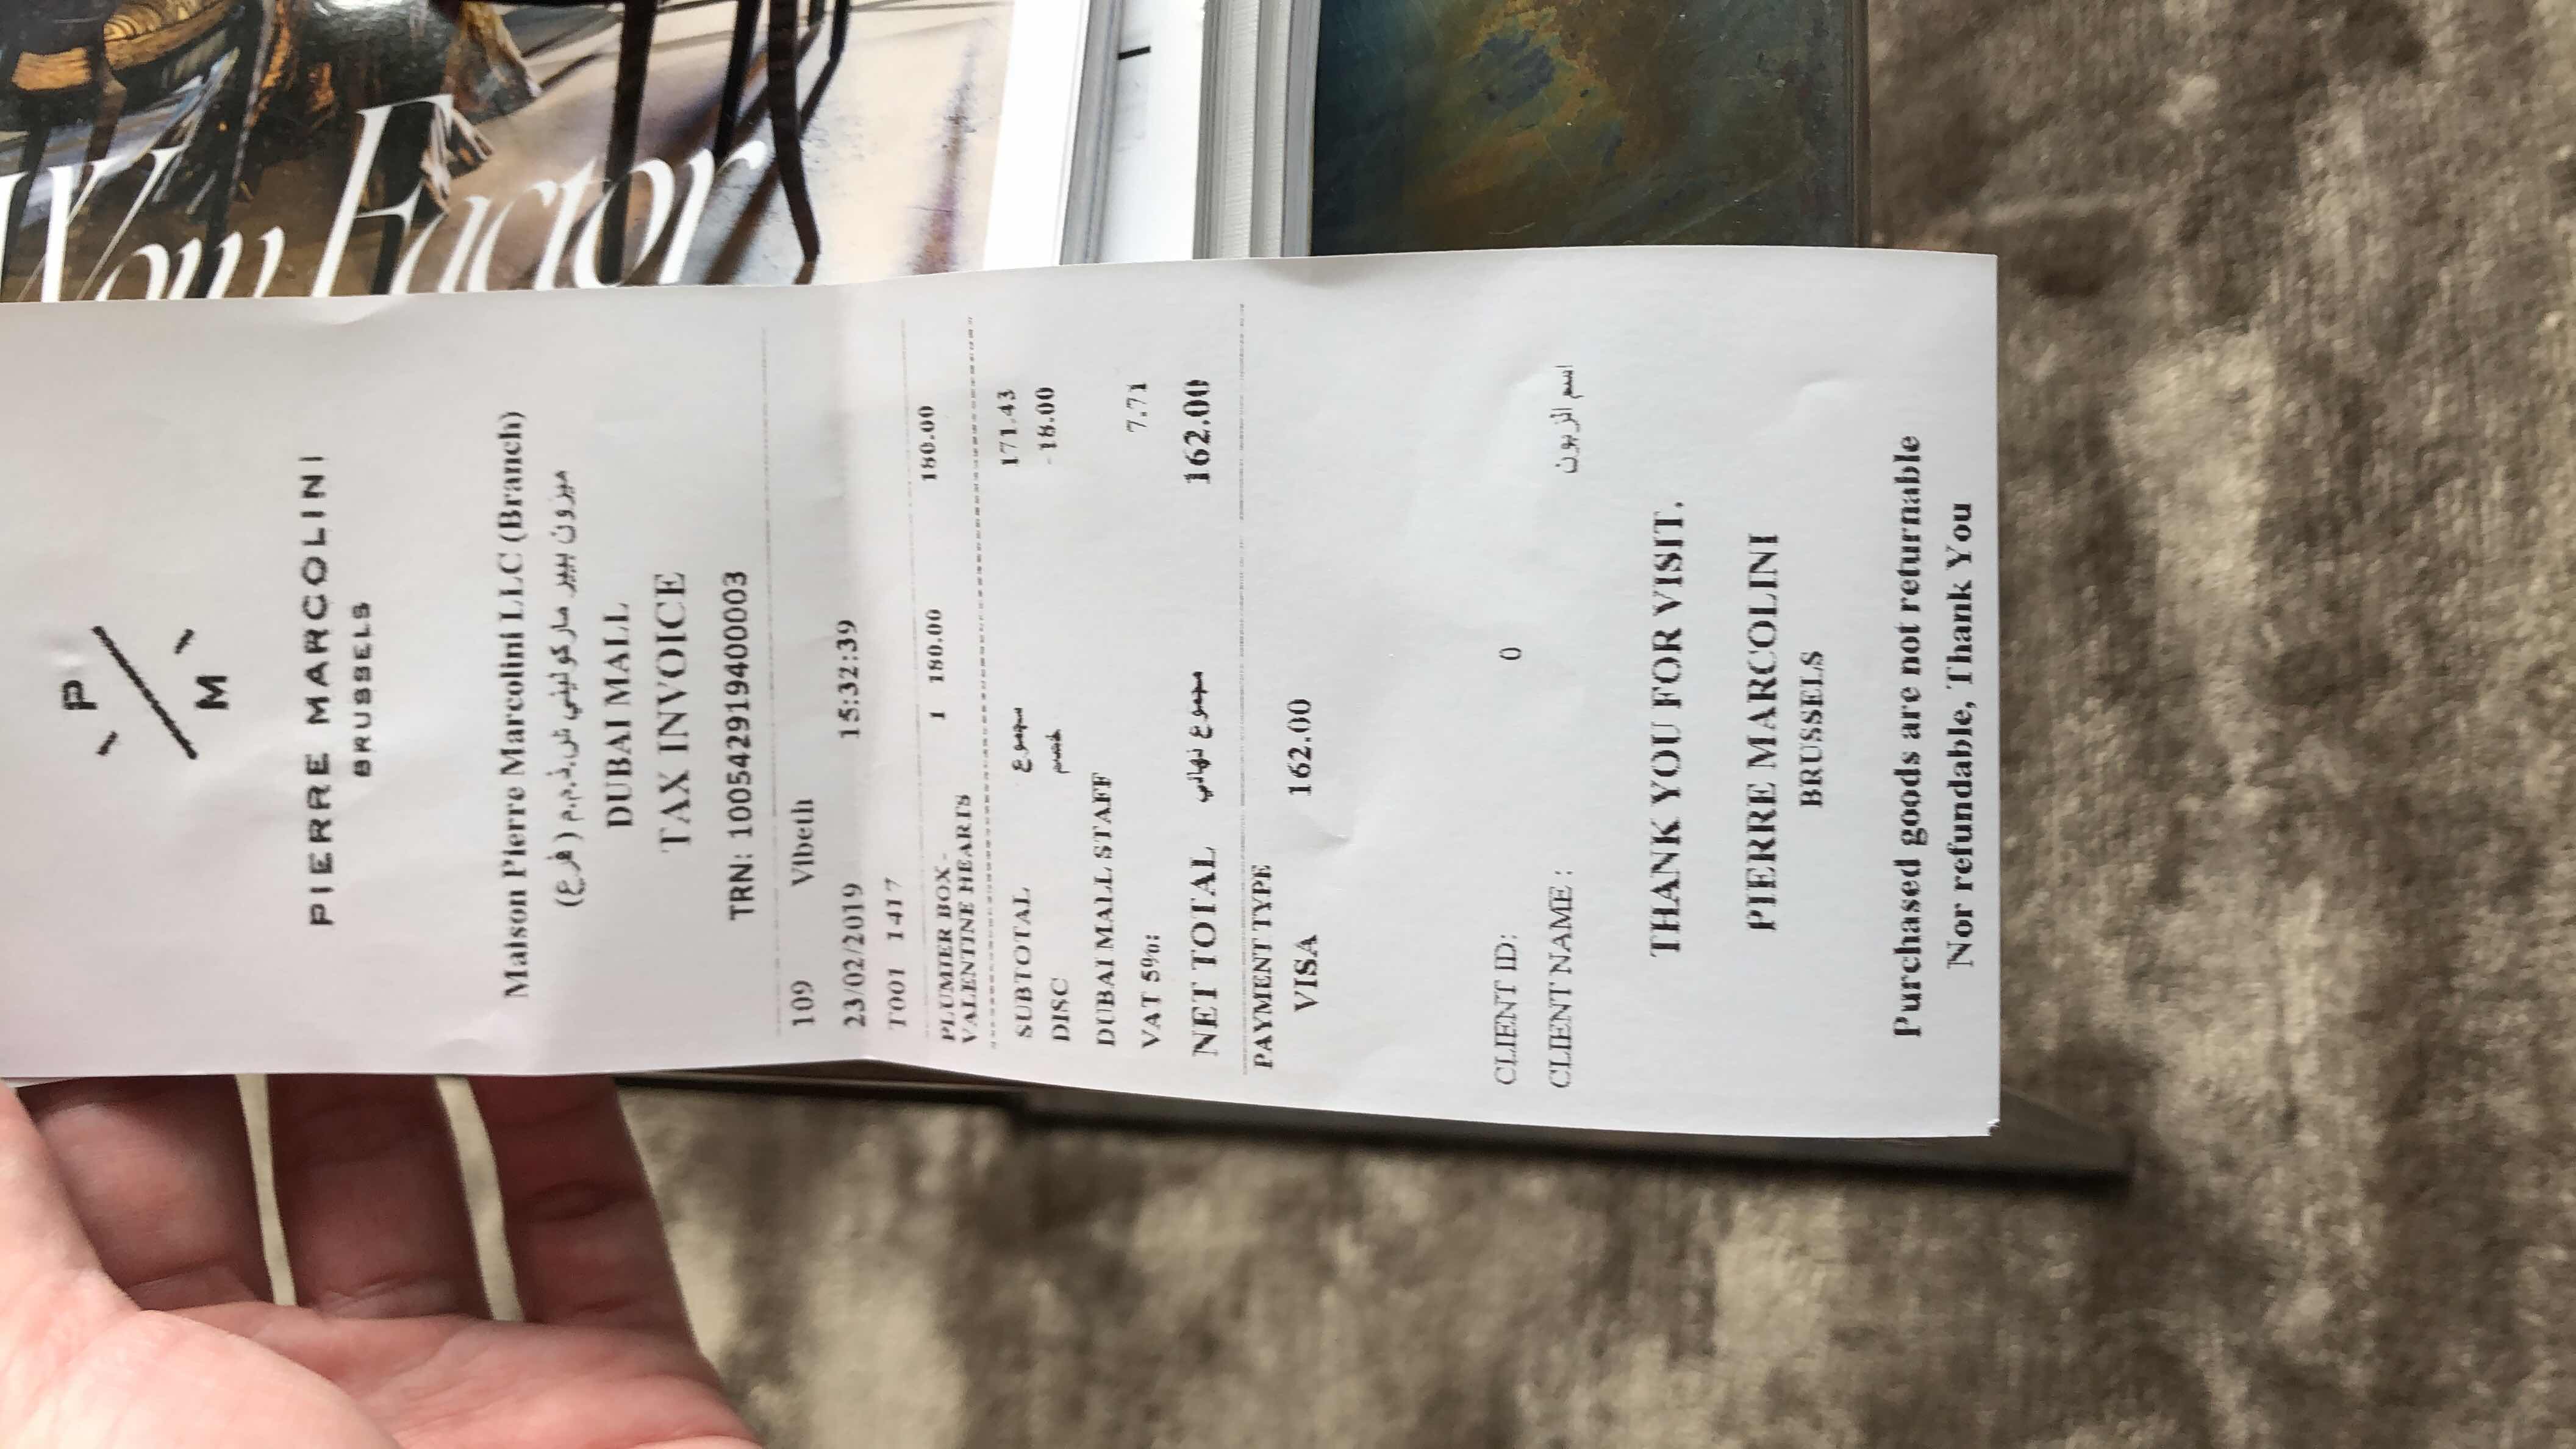 P
M
PIERRE MARCOLINI
BRUSSELS
Maison Pierre Marcolini LLC (Branch)
ميزون بيير ماركوليني ش.ذ.م.م ( فرع)
DUBAI MALL
TAX INVOICE
TRN: 100542919400003
109 Vibeth
23/02/2019 15:32:39
T001 1417
PLUMIER BOX - 1 180.00 180.00
VALENTINE HEARTS
SUBTOTAL مجموع 171.43
DISC خصم -18.00
DUBAI MALL STAFF
VAT 5%: 7.71
NET TOTAL مجموع نهائي 162.00
PAYMENT TYPE
VISA 162.00
CLIENT ID: 0
CLIENT NAME : اسم الزبون
THANK YOU FOR VISIT.
PIERRE MARCOLINI
BRUSSELS
Purchased goods are not returnable
Nor refundable, Thank You